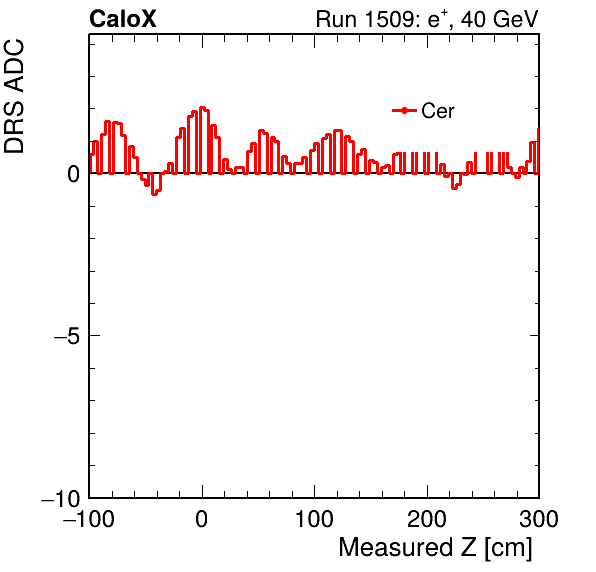 CaloX Run 1509: e⁺, 40 GeV
DRS ADC
Cer
0
−5
−10
−100 0 100 200 300
Measured Z [cm]